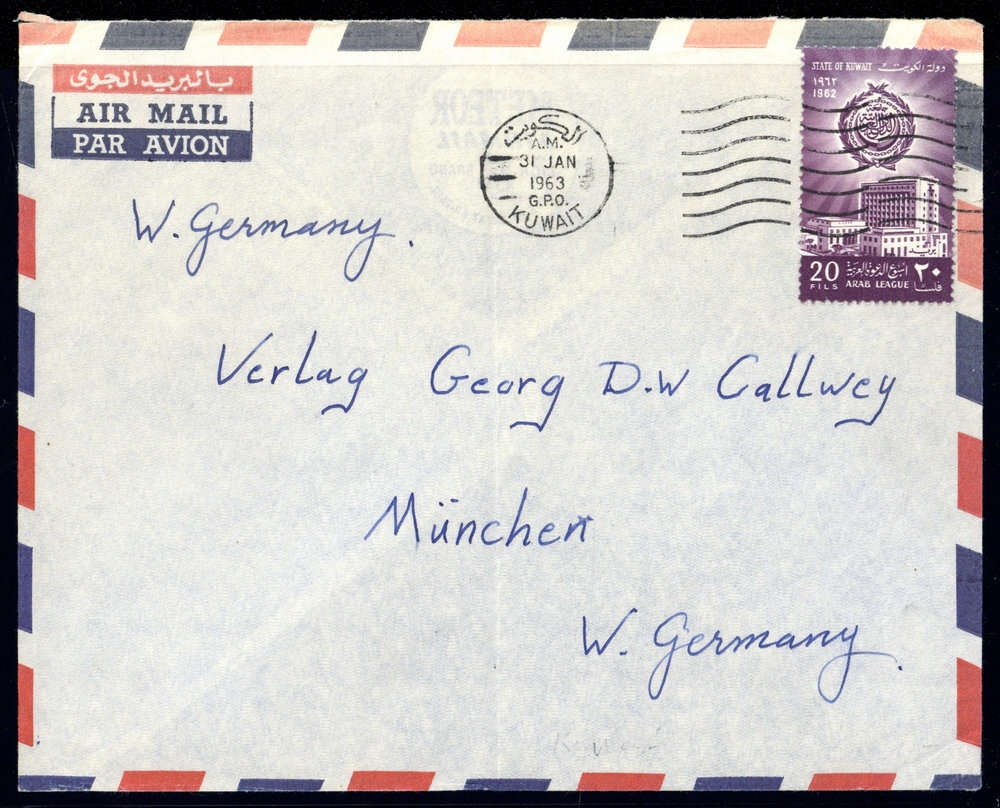 بالبريد الجوى
AIR MAIL
PAR AVION
الكويت
A.M.
31 JAN
1963
G.P.O.
KUWAIT
STATE OF KUWAIT دولة الكويت
١٩٦٢
1962
بريد
20 ٢٠
FILS ARAB LEAGUE فلسا
W. Germany.
Verlag Georg D.W Callwey
München
W. Germany.